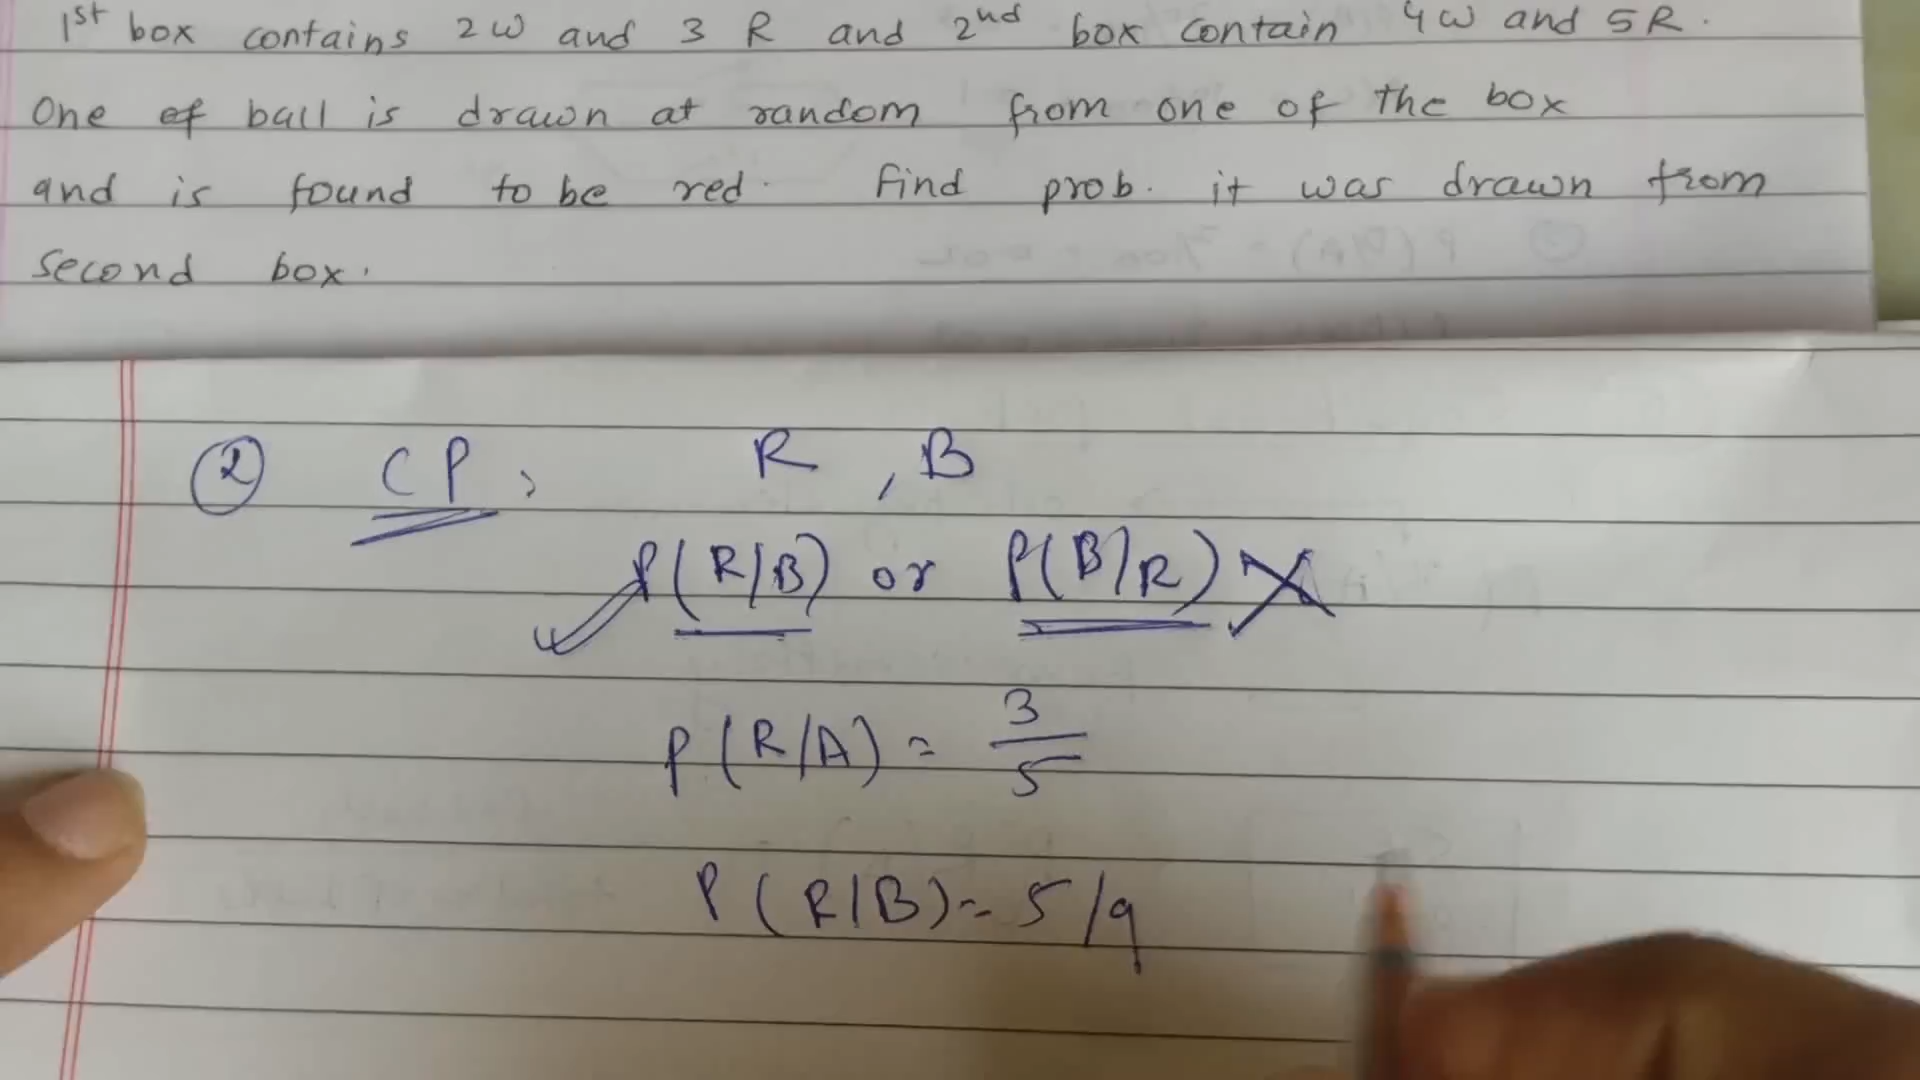 1st box contains 2W and 3 R and 2nd box contain 4W and 5R.
One of ball is drawn at random from one of the box
and is found to be red. Find prob. it was drawn from
second box.
② CP, R , B
P(R/B) or P(B/R) X
P(R/A) = 3/5
P(R/B) = 5/9